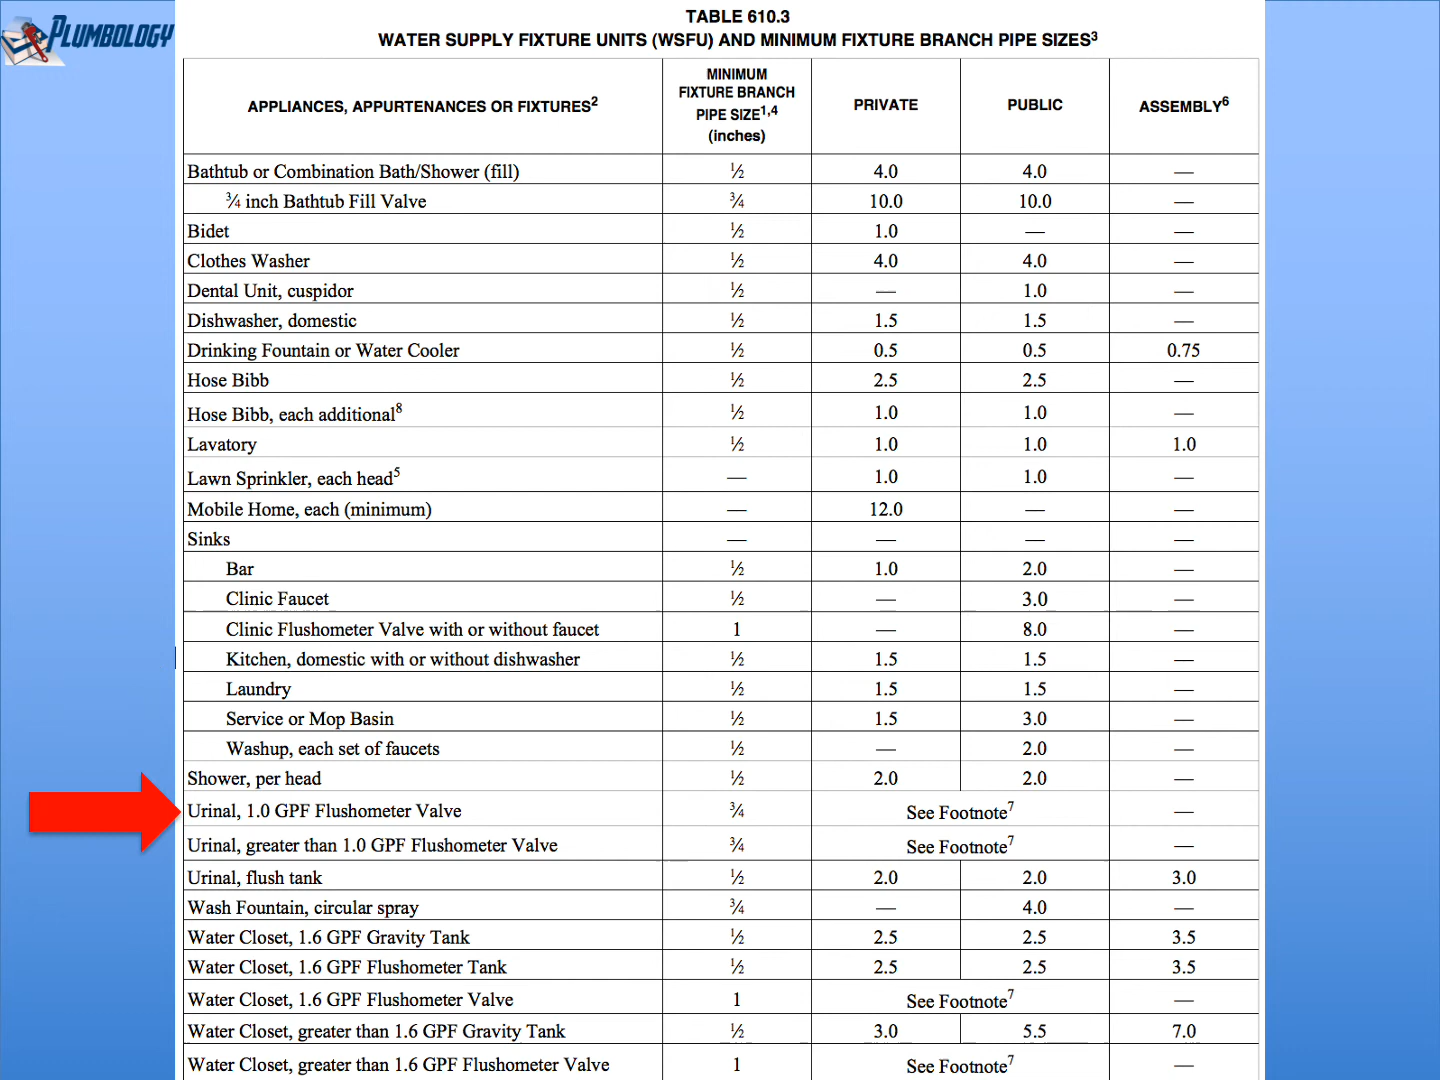 PLUMBOLOGY
TABLE 610.3
WATER SUPPLY FIXTURE UNITS (WSFU) AND MINIMUM FIXTURE BRANCH PIPE SIZES³
APPLIANCES, APPURTENANCES OR FIXTURES² MINIMUM FIXTURE BRANCH PIPE SIZE¹,⁴ (inches) PRIVATE PUBLIC ASSEMBLY⁶
Bathtub or Combination Bath/Shower (fill) ½ 4.0 4.0 —
¾ inch Bathtub Fill Valve ¾ 10.0 10.0 —
Bidet ½ 1.0 — —
Clothes Washer ½ 4.0 4.0 —
Dental Unit, cuspidor ½ — 1.0 —
Dishwasher, domestic ½ 1.5 1.5 —
Drinking Fountain or Water Cooler ½ 0.5 0.5 0.75
Hose Bibb ½ 2.5 2.5 —
Hose Bibb, each additional⁸ ½ 1.0 1.0 —
Lavatory ½ 1.0 1.0 1.0
Lawn Sprinkler, each head⁵ — 1.0 1.0 —
Mobile Home, each (minimum) — 12.0 — —
Sinks — — — —
Bar ½ 1.0 2.0 —
Clinic Faucet ½ — 3.0 —
Clinic Flushometer Valve with or without faucet 1 — 8.0 —
Kitchen, domestic with or without dishwasher ½ 1.5 1.5 —
Laundry ½ 1.5 1.5 —
Service or Mop Basin ½ 1.5 3.0 —
Washup, each set of faucets ½ — 2.0 —
Shower, per head ½ 2.0 2.0 —
Urinal, 1.0 GPF Flushometer Valve ¾ See Footnote⁷ —
Urinal, greater than 1.0 GPF Flushometer Valve ¾ See Footnote⁷ —
Urinal, flush tank ½ 2.0 2.0 3.0
Wash Fountain, circular spray ¾ — 4.0 —
Water Closet, 1.6 GPF Gravity Tank ½ 2.5 2.5 3.5
Water Closet, 1.6 GPF Flushometer Tank ½ 2.5 2.5 3.5
Water Closet, 1.6 GPF Flushometer Valve 1 See Footnote⁷ —
Water Closet, greater than 1.6 GPF Gravity Tank ½ 3.0 5.5 7.0
Water Closet, greater than 1.6 GPF Flushometer Valve 1 See Footnote⁷ —